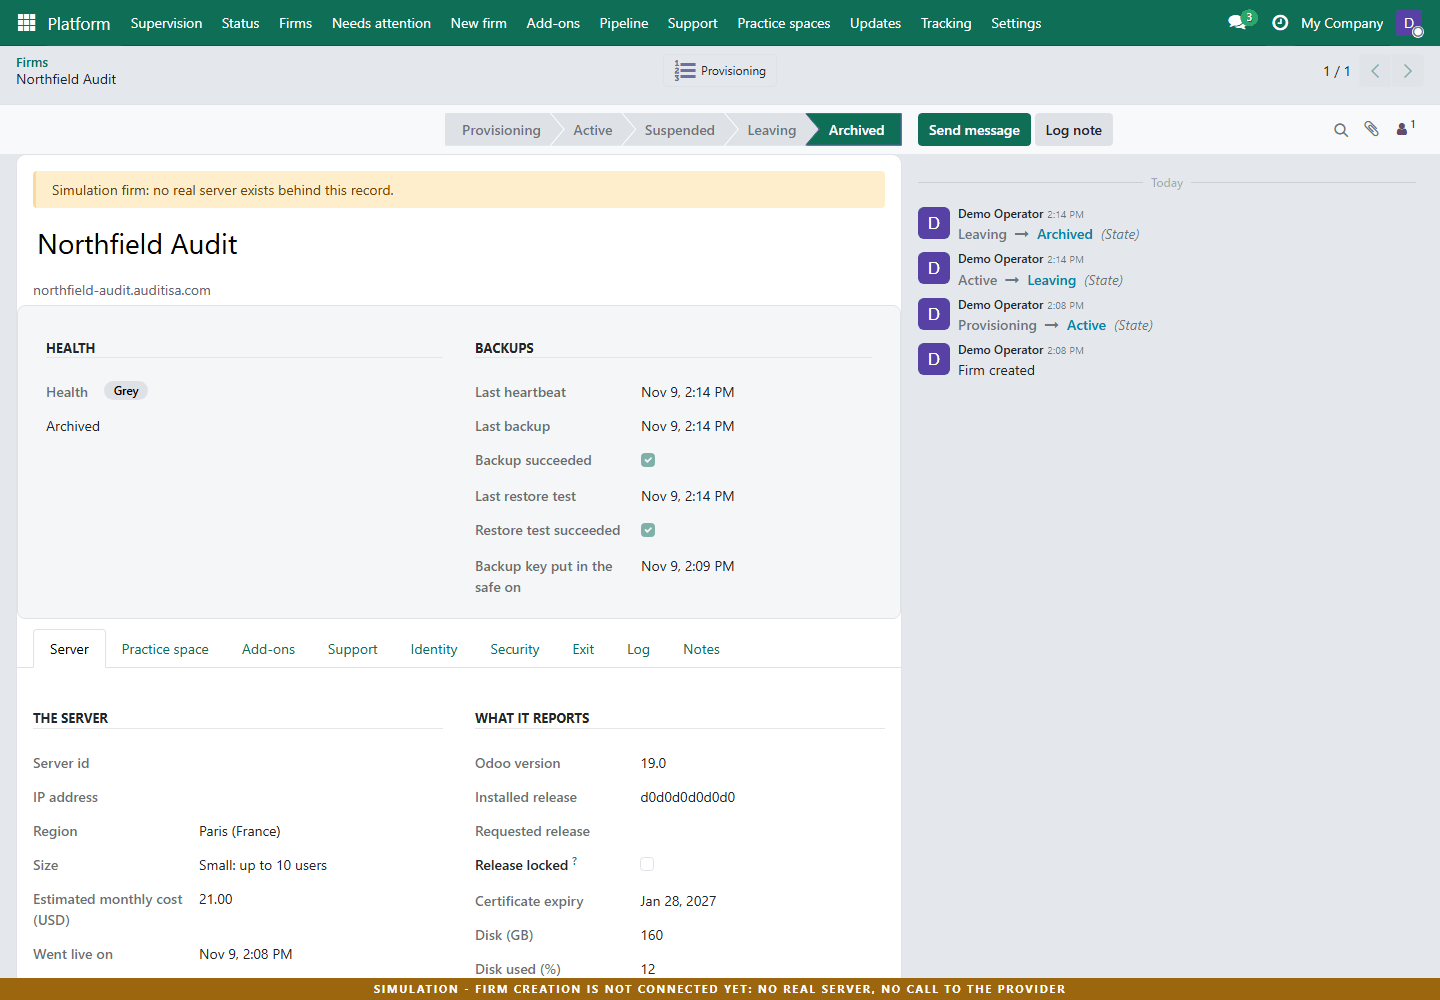 Platform
Supervision
Status
Firms
Needs attention
New firm
Add-ons
Pipeline
Support
Practice spaces
Updates
Tracking
Settings
3
My Company
D
Firms
Northfield Audit
Provisioning
1 / 1
Provisioning
Active
Suspended
Leaving
Archived
Send message
Log note
1
Simulation firm: no real server exists behind this record.
Northfield Audit
northfield-audit.auditisa.com
HEALTH
Health Grey
Archived
BACKUPS
Last heartbeat Nov 9, 2:14 PM
Last backup Nov 9, 2:14 PM
Backup succeeded
Last restore test Nov 9, 2:14 PM
Restore test succeeded
Backup key put in the Nov 9, 2:09 PM
safe on
Server
Practice space
Add-ons
Support
Identity
Security
Exit
Log
Notes
THE SERVER
Server id
IP address
Region Paris (France)
Size Small: up to 10 users
Estimated monthly cost 21.00
(USD)
Went live on Nov 9, 2:08 PM
WHAT IT REPORTS
Odoo version 19.0
Installed release d0d0d0d0d0d0
Requested release
Release locked ?
Certificate expiry Jan 28, 2027
Disk (GB) 160
Disk used (%) 12
Today
D
Demo Operator 2:14 PM
Leaving → Archived (State)
D
Demo Operator 2:14 PM
Active → Leaving (State)
D
Demo Operator 2:08 PM
Provisioning → Active (State)
D
Demo Operator 2:08 PM
Firm created
SIMULATION - FIRM CREATION IS NOT CONNECTED YET: NO REAL SERVER, NO CALL TO THE PROVIDER